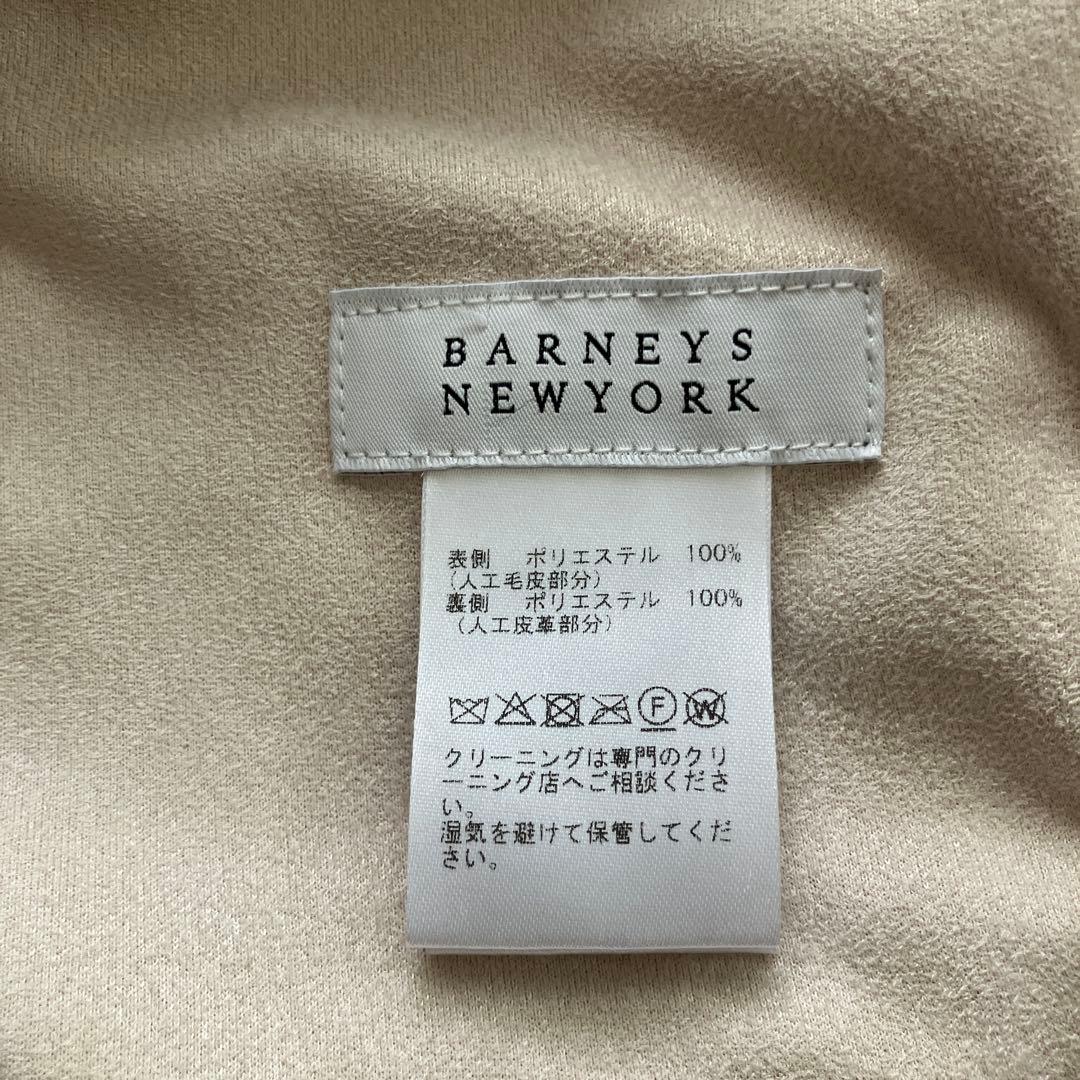 BARNEYS
NEWYORK
表側 ポリエステル 100%
(人工毛皮部分)
裏側 ポリエステル 100%
(人工皮革部分)
F W
クリーニングは専門のクリ
ーニング店へご相談くださ
い。
湿気を避けて保管してくだ
さい。